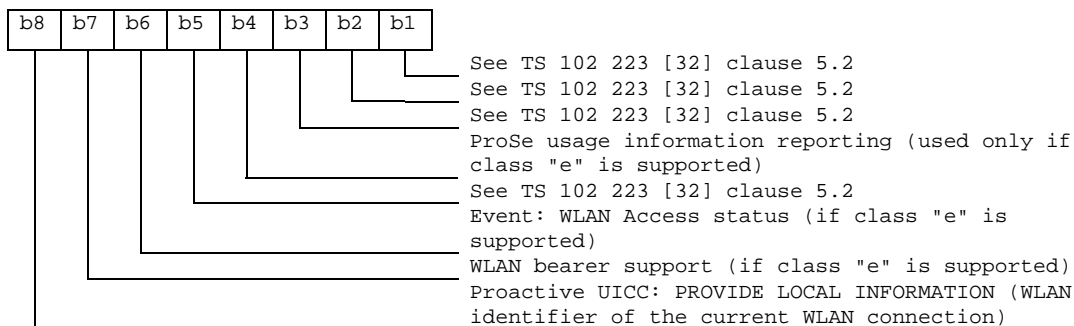 b8 b7 b6 b5 b4 b3 b2 b1
See TS 102 223 [32] clause 5.2
See TS 102 223 [32] clause 5.2
See TS 102 223 [32] clause 5.2
ProSe usage information reporting (used only if
class "e" is supported)
See TS 102 223 [32] clause 5.2
Event: WLAN Access status (if class "e" is
supported)
WLAN bearer support (if class "e" is supported)
Proactive UICC: PROVIDE LOCAL INFORMATION (WLAN
identifier of the current WLAN connection)